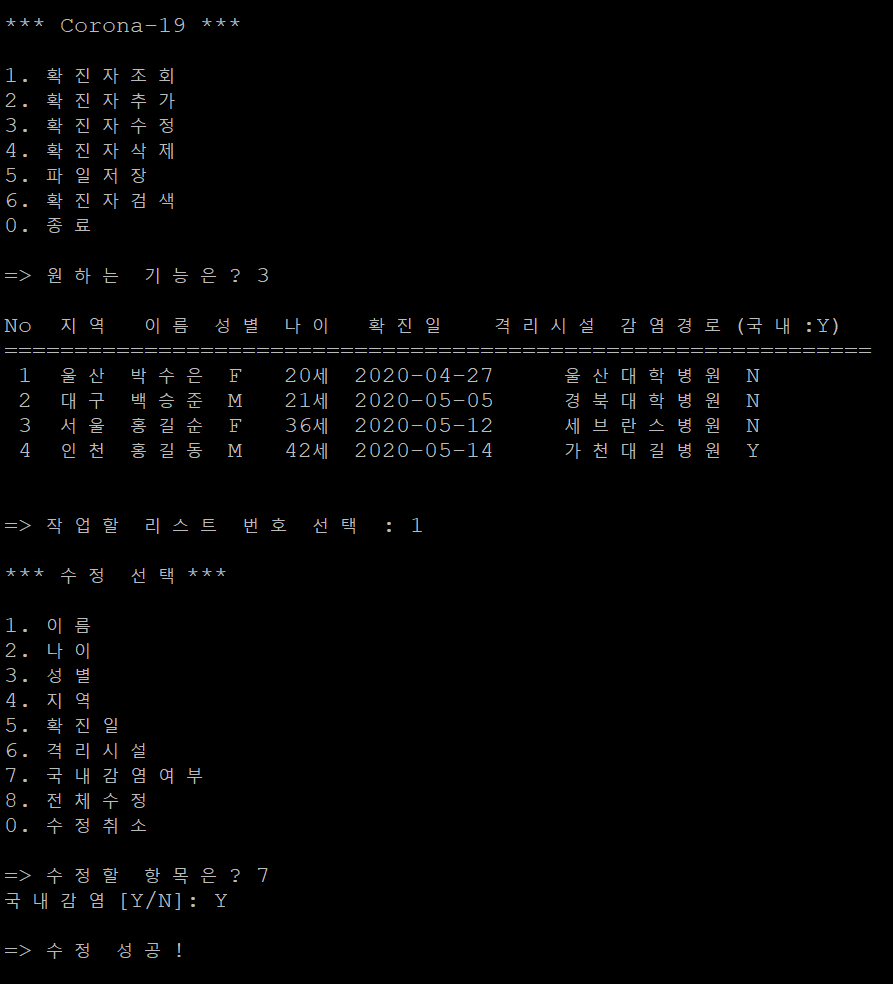 *** Corona-19 ***
1. 확진자조회
2. 확진자추가
3. 확진자수정
4. 확진자삭제
5. 파일저장
6. 확진자검색
0. 종료
=> 원하는 기능은? 3
No 지역 이름 성별 나이 확진일 격리시설 감염경로(국내:Y)
==============================================================
1 울산 박수은 F 20세 2020-04-27 울산대학병원 N
2 대구 백승준 M 21세 2020-05-05 경북대학병원 N
3 서울 홍길순 F 36세 2020-05-12 세브란스병원 N
4 인천 홍길동 M 42세 2020-05-14 가천대길병원 Y
=> 작업할 리스트 번호 선택 : 1
*** 수정 선택 ***
1. 이름
2. 나이
3. 성별
4. 지역
5. 확진일
6. 격리시설
7. 국내감염여부
8. 전체수정
0. 수정취소
=> 수정할 항목은? 7
국내감염[Y/N]: Y
=> 수정 성공!